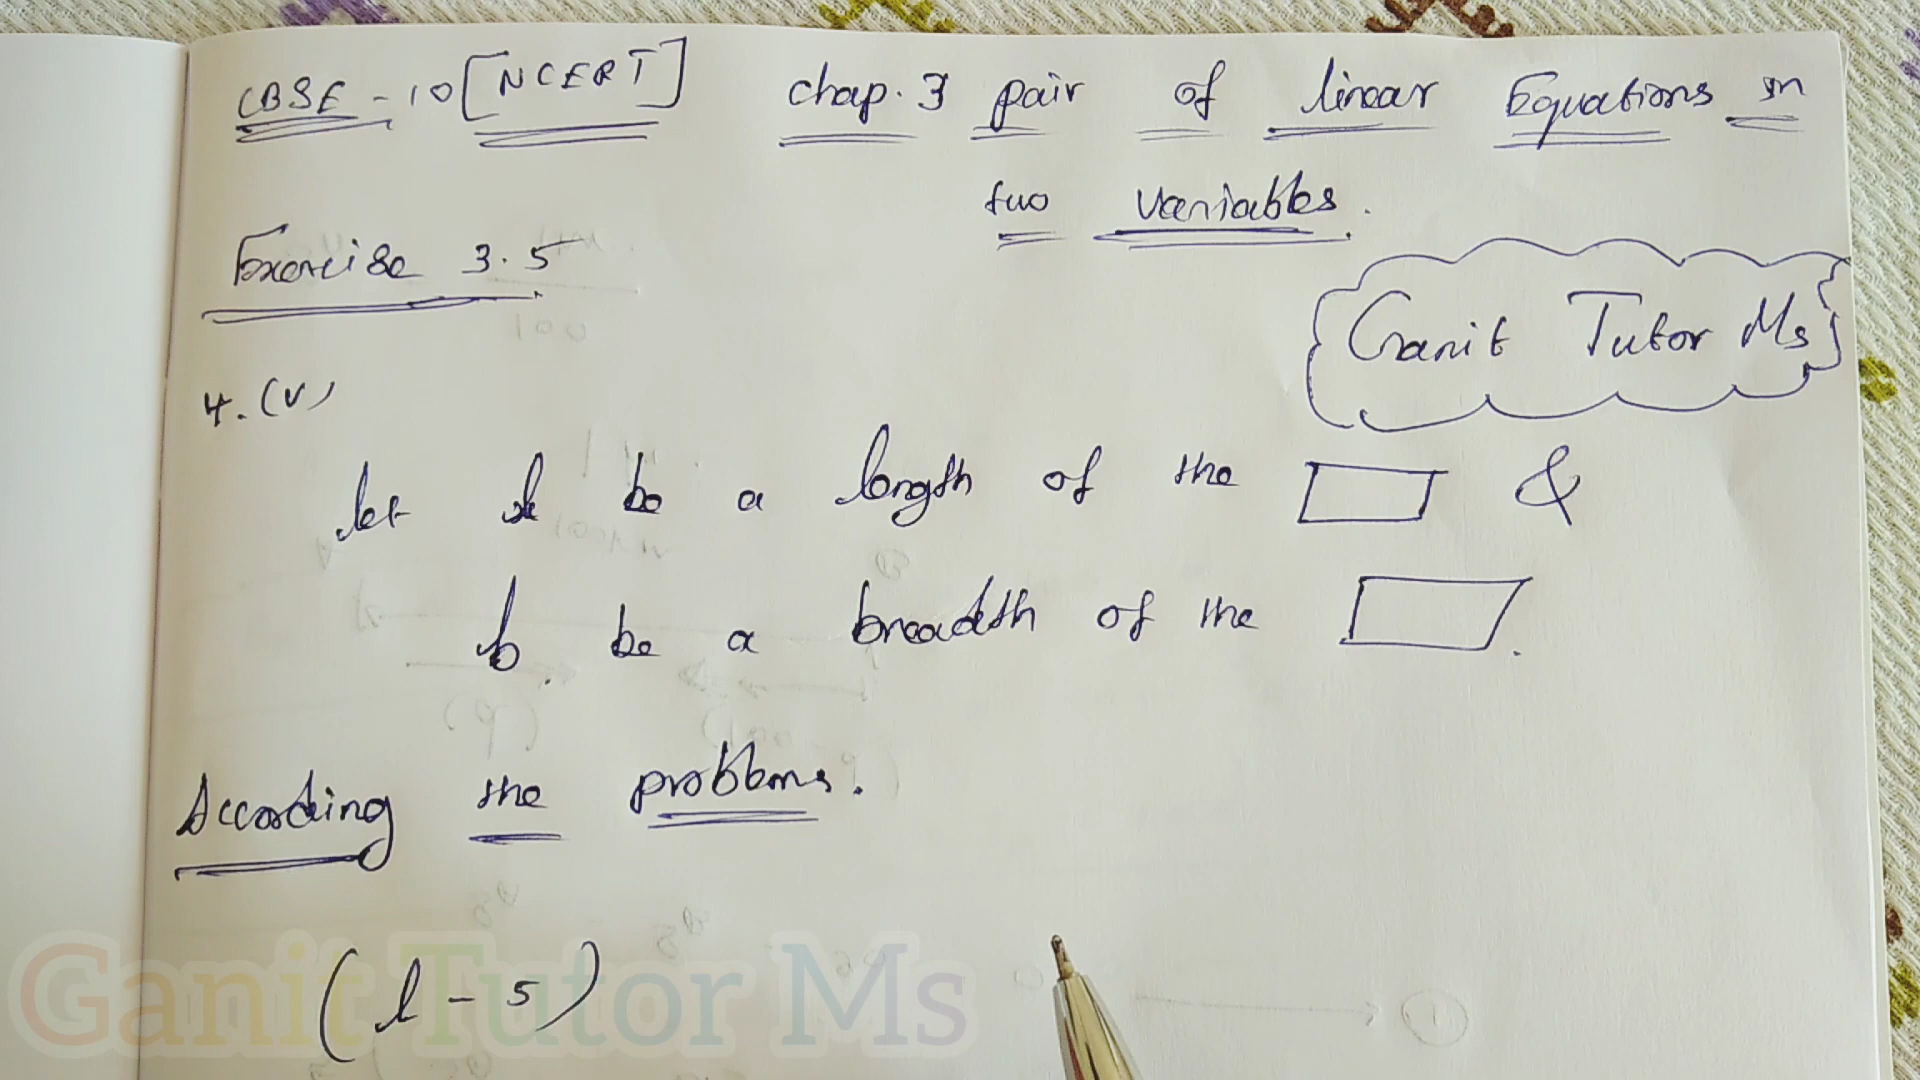 CBSE - 10 [NCERT] chap. 3 pair of linear Equations in
two variables.
Exercise 3.5
Ganit Tutor Ms
4. (v)
let l be a length of the &
b be a breadth of the .
According the problems.
(l - 5)
Ganit Tutor Ms